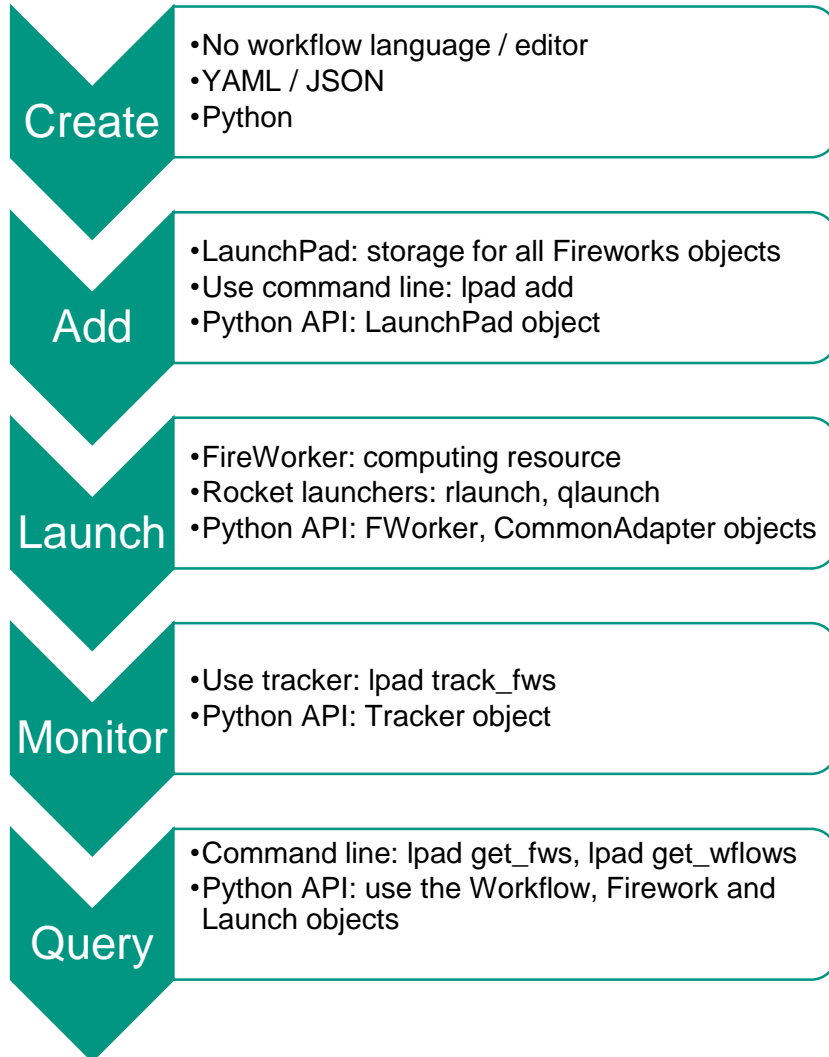 Create
•No workflow language / editor
•YAML / JSON
•Python
Add
•LaunchPad: storage for all Fireworks objects
•Use command line: lpad add
•Python API: LaunchPad object
Launch
•FireWorker: computing resource
•Rocket launchers: rlaunch, qlaunch
•Python API: FWorker, CommonAdapter objects
Monitor
•Use tracker: lpad track_fws
•Python API: Tracker object
Query
•Command line: lpad get_fws, lpad get_wflows
•Python API: use the Workflow, Firework and
Launch objects